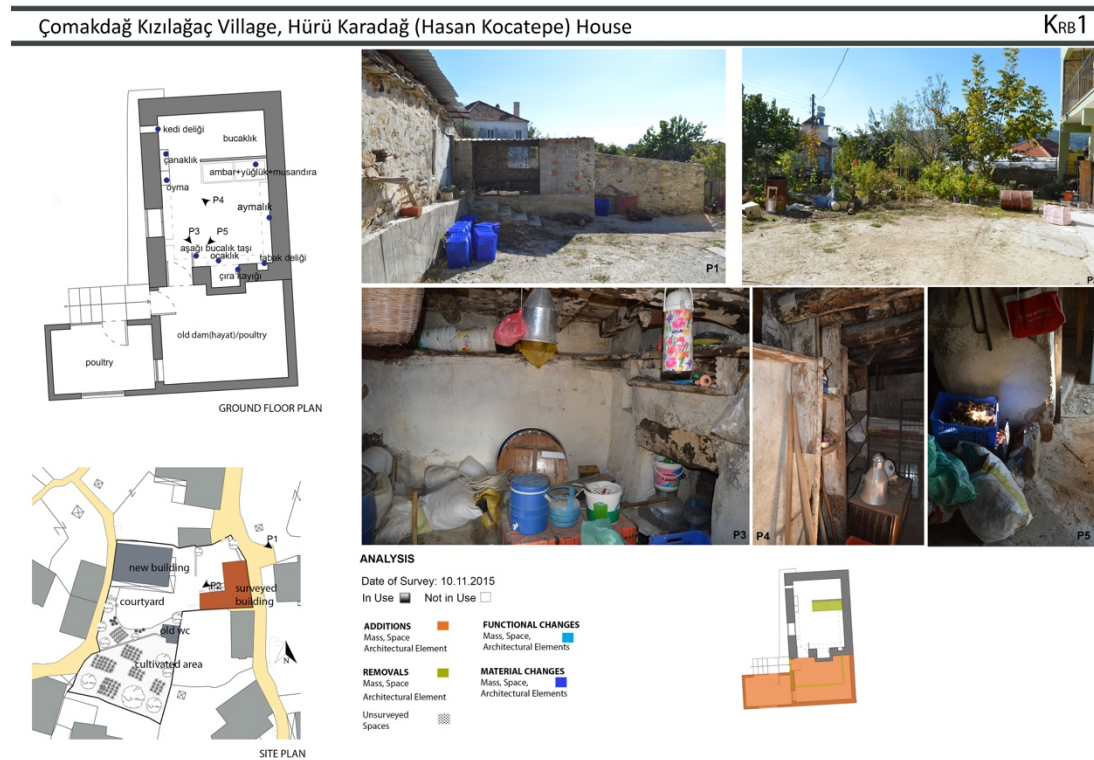 Çomakdağ Kızılağaç Village, Hürü Karadağ (Hasan Kocatepe) House
KRB1
kedi deliği
bucaklık
çanaklık
ambar+yüğlük+musandıra
oyma
P4
aymalık
P3
P5
aşağı bucalık taşı
ocaklık
tabak deliği
çıra kayığı
old dam(hayat)/poultry
poultry
GROUND FLOOR PLAN
P1
P3
P4
P5
new building
P1
P2
surveyed
building
courtyard
old wc
cultivated area
N
SITE PLAN
ANALYSIS
Date of Survey: 10.11.2015
In Use
Not in Use
ADDITIONS
Mass, Space
Architectural Element
FUNCTIONAL CHANGES
Mass, Space,
Architectural Elements
REMOVALS
Mass, Space
Architectural Element
MATERIAL CHANGES
Mass, Space,
Architectural Elements
Unsurveyed
Spaces